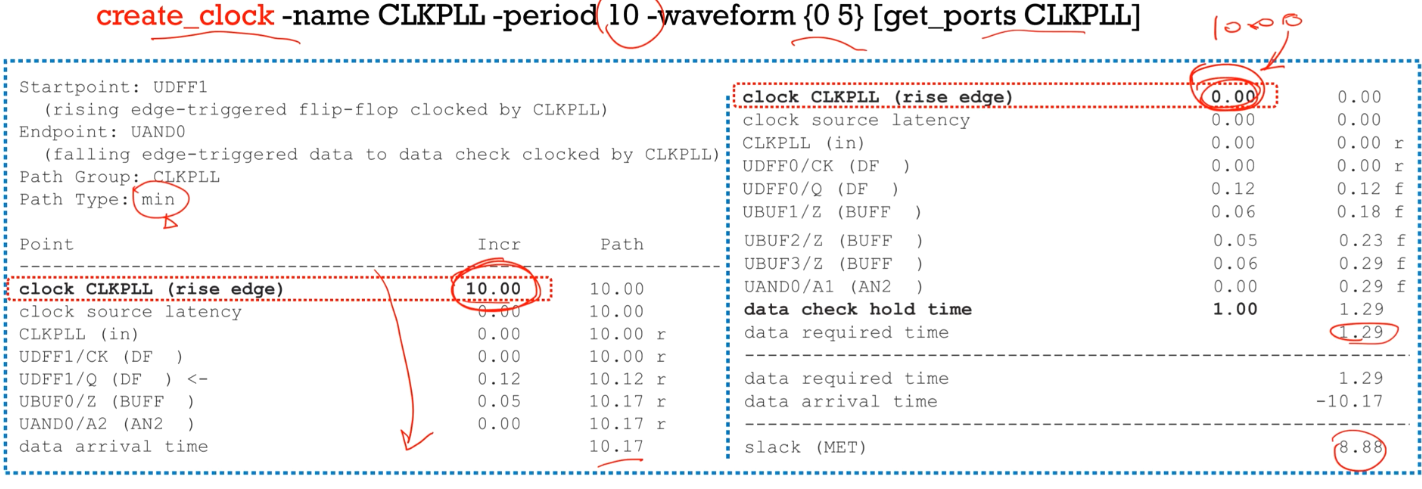 create_clock -name CLKPLL -period 10 -waveform {0 5} [get_ports CLKPLL]
Startpoint: UDFF1
(rising edge-triggered flip-flop clocked by CLKPLL)
Endpoint: UAND0
(falling edge-triggered data to data check clocked by CLKPLL)
Path Group: CLKPLL
Path Type: min
Point Incr Path
clock CLKPLL (rise edge) 10.00 10.00
clock source latency 0.00 10.00
CLKPLL (in) 0.00 10.00 r
UDFF1/CK (DF ) 0.00 10.00 r
UDFF1/Q (DF ) <- 0.12 10.12 r
UBUF0/Z (BUFF ) 0.05 10.17 r
UAND0/A2 (AN2 ) 0.00 10.17 r
data arrival time 10.17
clock CLKPLL (rise edge) 0.00 0.00
clock source latency 0.00 0.00
CLKPLL (in) 0.00 0.00 r
UDFF0/CK (DF ) 0.00 0.00 r
UDFF0/Q (DF ) 0.12 0.12 f
UBUF1/Z (BUFF ) 0.06 0.18 f
UBUF2/Z (BUFF ) 0.05 0.23 f
UBUF3/Z (BUFF ) 0.06 0.29 f
UAND0/A1 (AN2 ) 0.00 0.29 f
data check hold time 1.00 1.29
data required time 1.29
data required time 1.29
data arrival time -10.17
slack (MET) 8.88